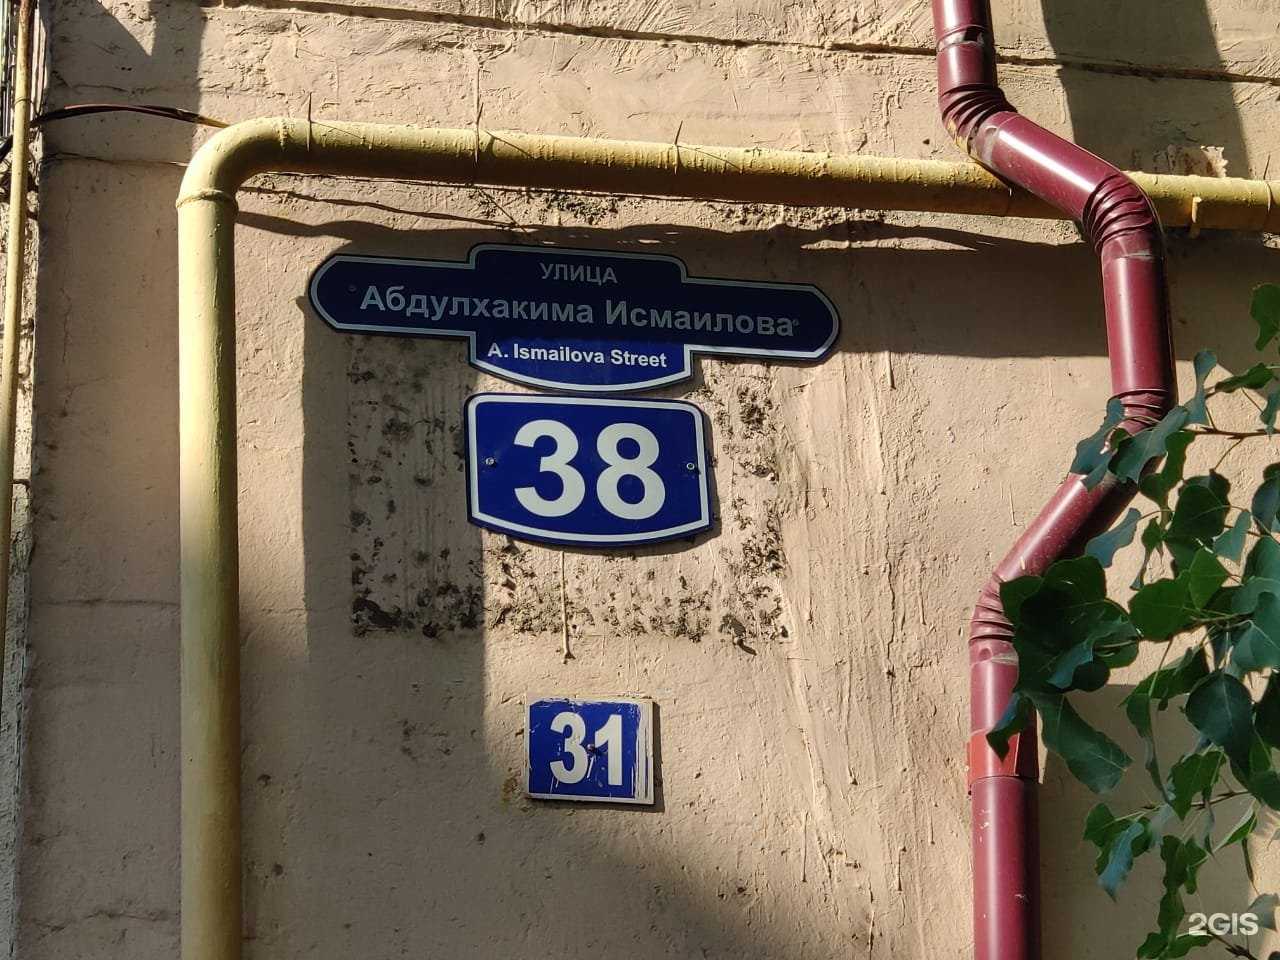 УЛИЦА
Абдулхакима Исмаилова
A. Ismailova Street
38
31
2GIS